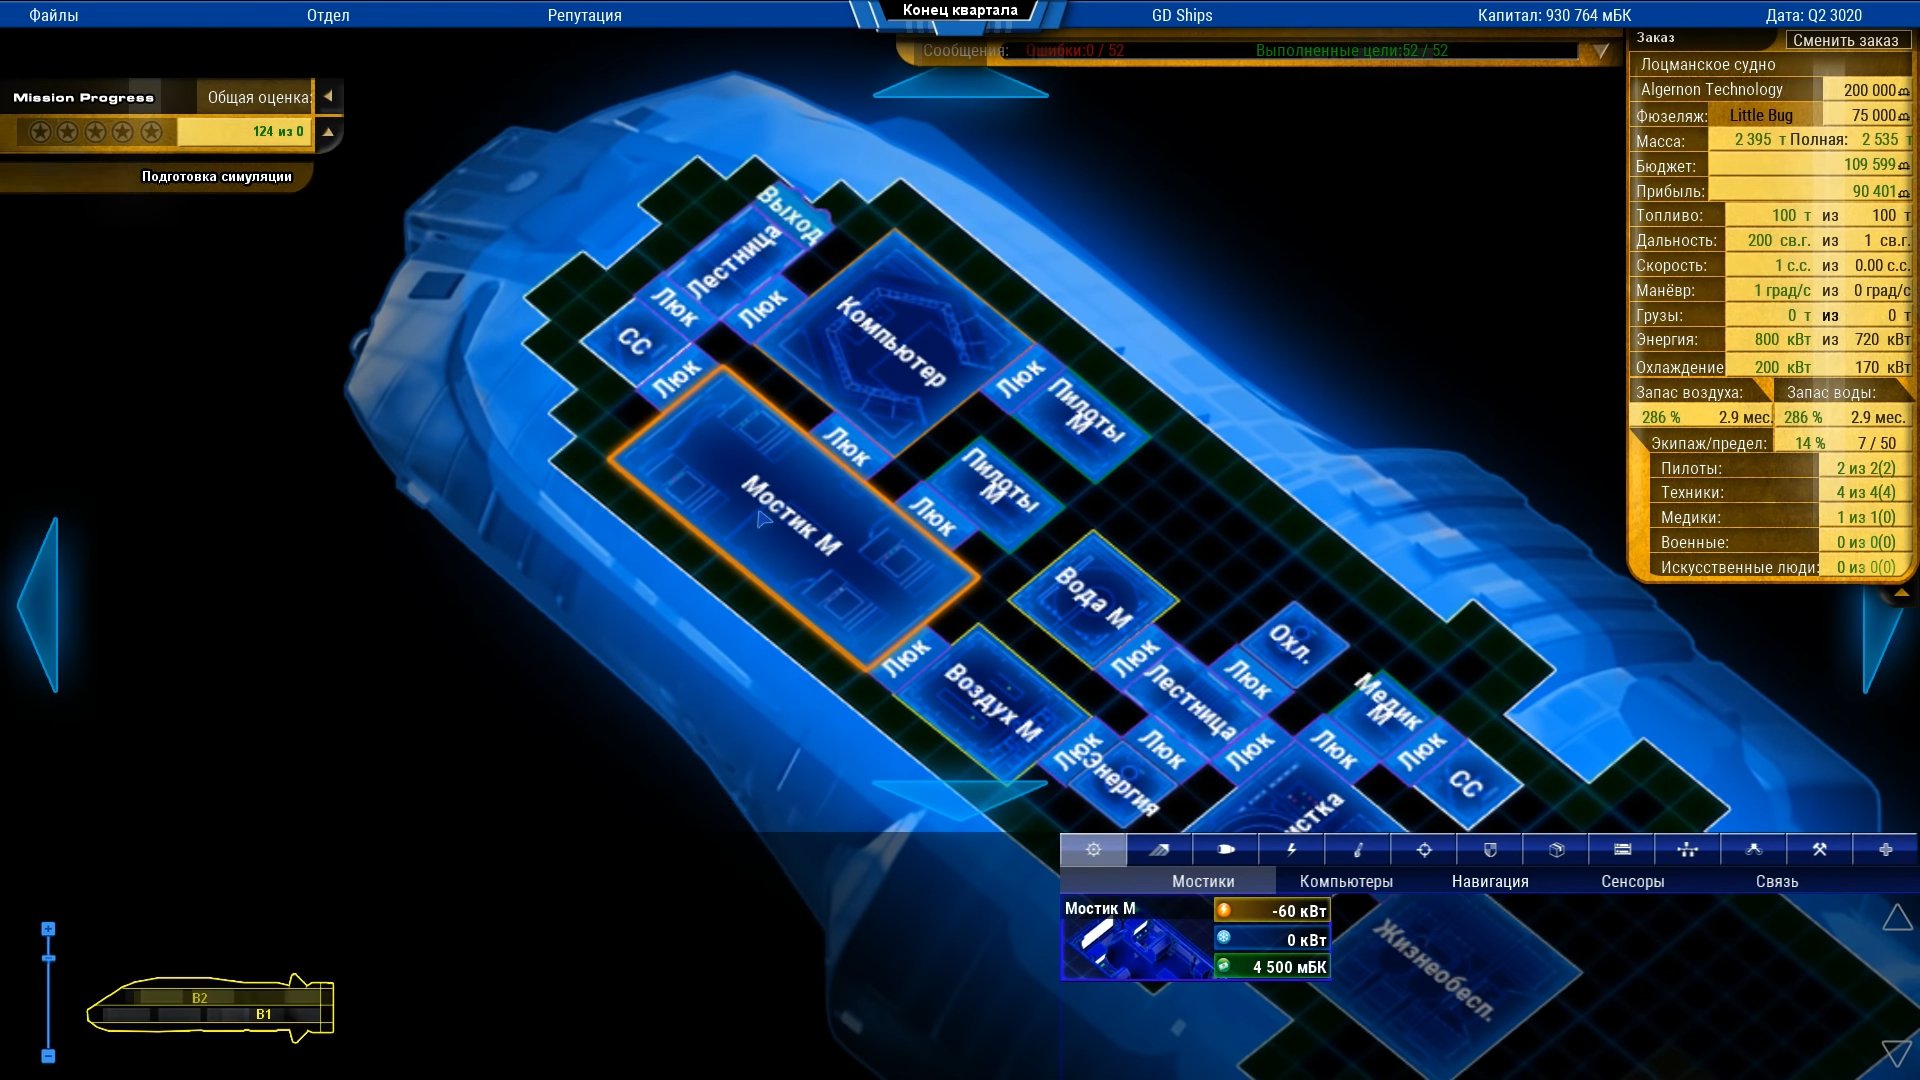 Файлы
Отдел
Репутация
Конец квартала
GD Ships
Капитал: 930 764 мБК
Дата: Q2 3020
Сообщения:
Ошибки:0 / 52
Выполненные цели:52 / 52
Mission Progress
Общая оценка:
124 из 0
Подготовка симуляции
Заказ
Сменить заказ
Лоцманское судно
Algernon Technology 200 000
Фюзеляж: Little Bug 75 000
Масса: 2 395 т Полная: 2 535 т
Бюджет: 109 599
Прибыль: 90 401
Топливо: 100 т из 100 т
Дальность: 200 св.г. из 1 св.г.
Скорость: 1 с.с. из 0.00 с.с.
Манёвр: 1 град/с из 0 град/с
Грузы: 0 т из 0 т
Энергия: 800 кВт из 720 кВт
Охлаждение 200 кВт 170 кВт
Запас воздуха: Запас воды:
286 % 2.9 мес. 286 % 2.9 мес.
Экипаж/предел: 14 % 7 / 50
Пилоты: 2 из 2(2)
Техники: 4 из 4(4)
Медики: 1 из 1(0)
Военные: 0 из 0(0)
Искусственные люди: 0 из 0(0)
Выход
Лестница
Люк
Люк
СС
Люк
Компьютер
Люк
Пилоты
М
Люк
Пилоты
М
Люк
Мостик М
Вода М
Люк
Воздух М
Люк
Лестница
Охл.
Люк
Люк
Энергия
Люк
Люк
Люк
Медик
М
Люк
СС
истка
Мостики
Компьютеры
Навигация
Сенсоры
Связь
Мостик М
-60 кВт
0 кВт
4 500 мБК
Жизнеобесп.
B2
B1